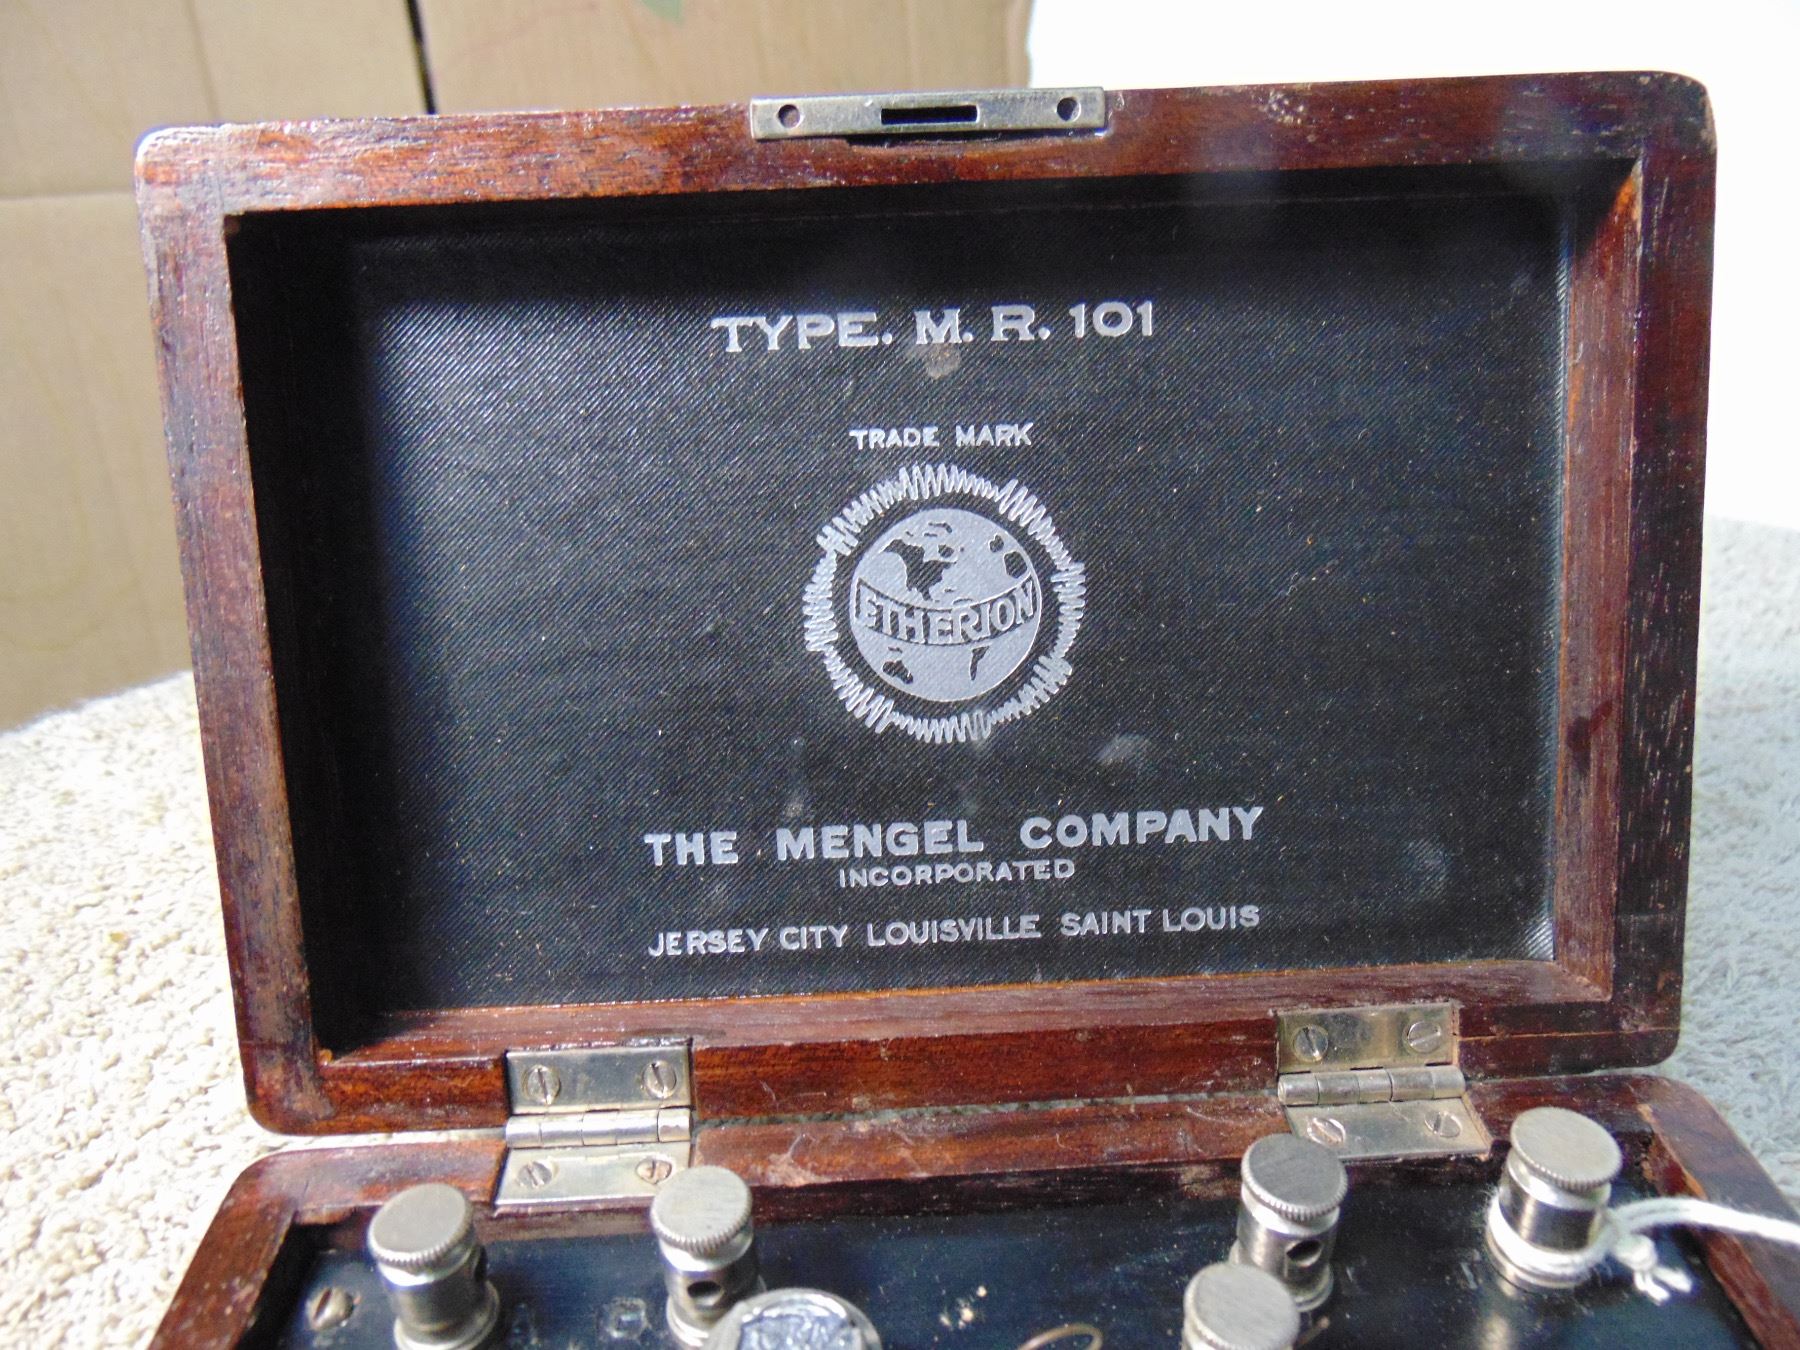 TYPE. M. R. 101
TRADE MARK
ETHERION
THE MENGEL COMPANY
INCORPORATED
JERSEY CITY LOUISVILLE SAINT LOUIS